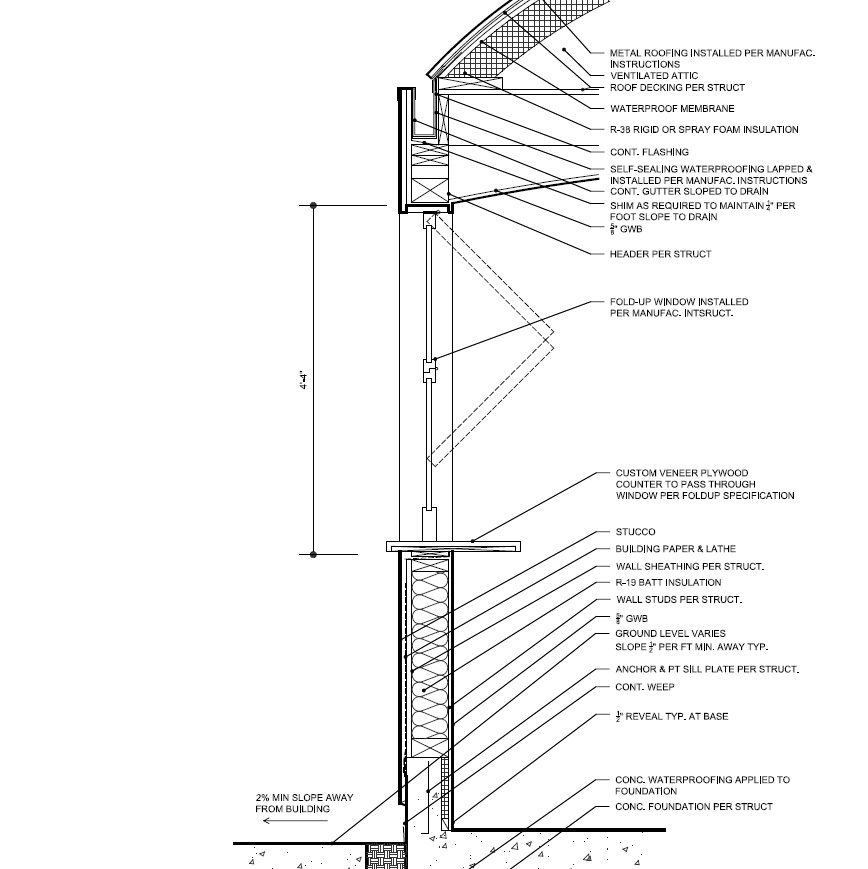 METAL ROOFING INSTALLED PER MANUFAC.
INSTRUCTIONS
VENTILATED ATTIC
ROOF DECKING PER STRUCT
WATERPROOF MEMBRANE
R-38 RIGID OR SPRAY FOAM INSULATION
CONT. FLASHING
SELF-SEALING WATERPROOFING LAPPED &
INSTALLED PER MANUFAC. INSTRUCTIONS
CONT. GUTTER SLOPED TO DRAIN
SHIM AS REQUIRED TO MAINTAIN 1/4" PER
FOOT SLOPE TO DRAIN
5/8" GWB
HEADER PER STRUCT
FOLD-UP WINDOW INSTALLED
PER MANUFAC. INTSRUCT.
4'-4"
CUSTOM VENEER PLYWOOD
COUNTER TO PASS THROUGH
WINDOW PER FOLDUP SPECIFICATION
STUCCO
BUILDING PAPER & LATHE
WALL SHEATHING PER STRUCT.
R-19 BATT INSULATION
WALL STUDS PER STRUCT.
5/8" GWB
GROUND LEVEL VARIES
SLOPE 1/2" PER FT MIN. AWAY TYP.
ANCHOR & PT SILL PLATE PER STRUCT.
CONT. WEEP
1/2" REVEAL TYP. AT BASE
CONC. WATERPROOFING APPLIED TO
FOUNDATION
CONC. FOUNDATION PER STRUCT
2% MIN SLOPE AWAY
FROM BUILDING